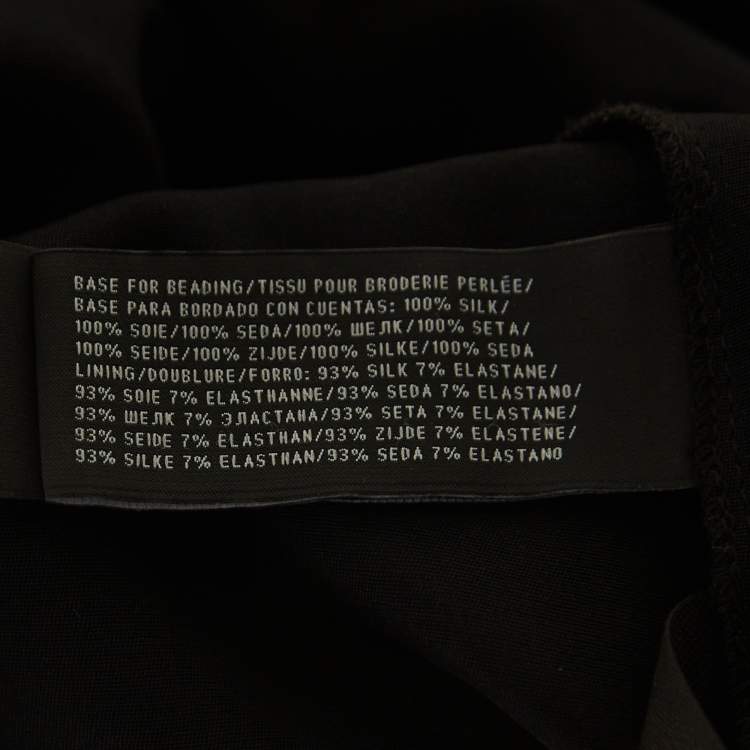 BASE FOR BEADING/TISSU POUR BRODERIE PERLÉE/
BASE PARA BORDADO CON CUENTAS: 100% SILK/
100% SOIE/100% SEDA/100% ШЕЛК/100% SETA/
100% SEIDE/100% ZIJDE/100% SILKE/100% SEDA
LINING/DOUBLURE/FORRO: 93% SILK 7% ELASTANE/
93% SOIE 7% ELASTHANNE/93% SEDA 7% ELASTANO/
93% ШЕЛК 7% ЭЛАСТАНА/93% SETA 7% ELASTANE/
93% SEIDE 7% ELASTHAN/93% ZIJDE 7% ELASTENE/
93% SILKE 7% ELASTHAN/93% SEDA 7% ELASTANO